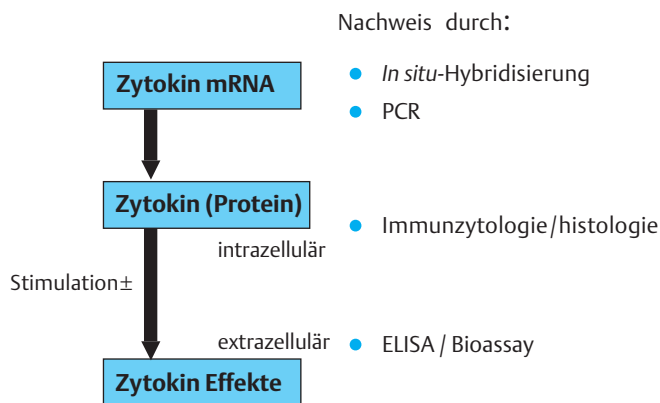 Nachweis durch:
Zytokin mRNA
In situ-Hybridisierung
PCR
Zytokin (Protein)
Immunzytologie/histologie
intrazellulär
Stimulation±
extrazellulär
ELISA / Bioassay
Zytokin Effekte